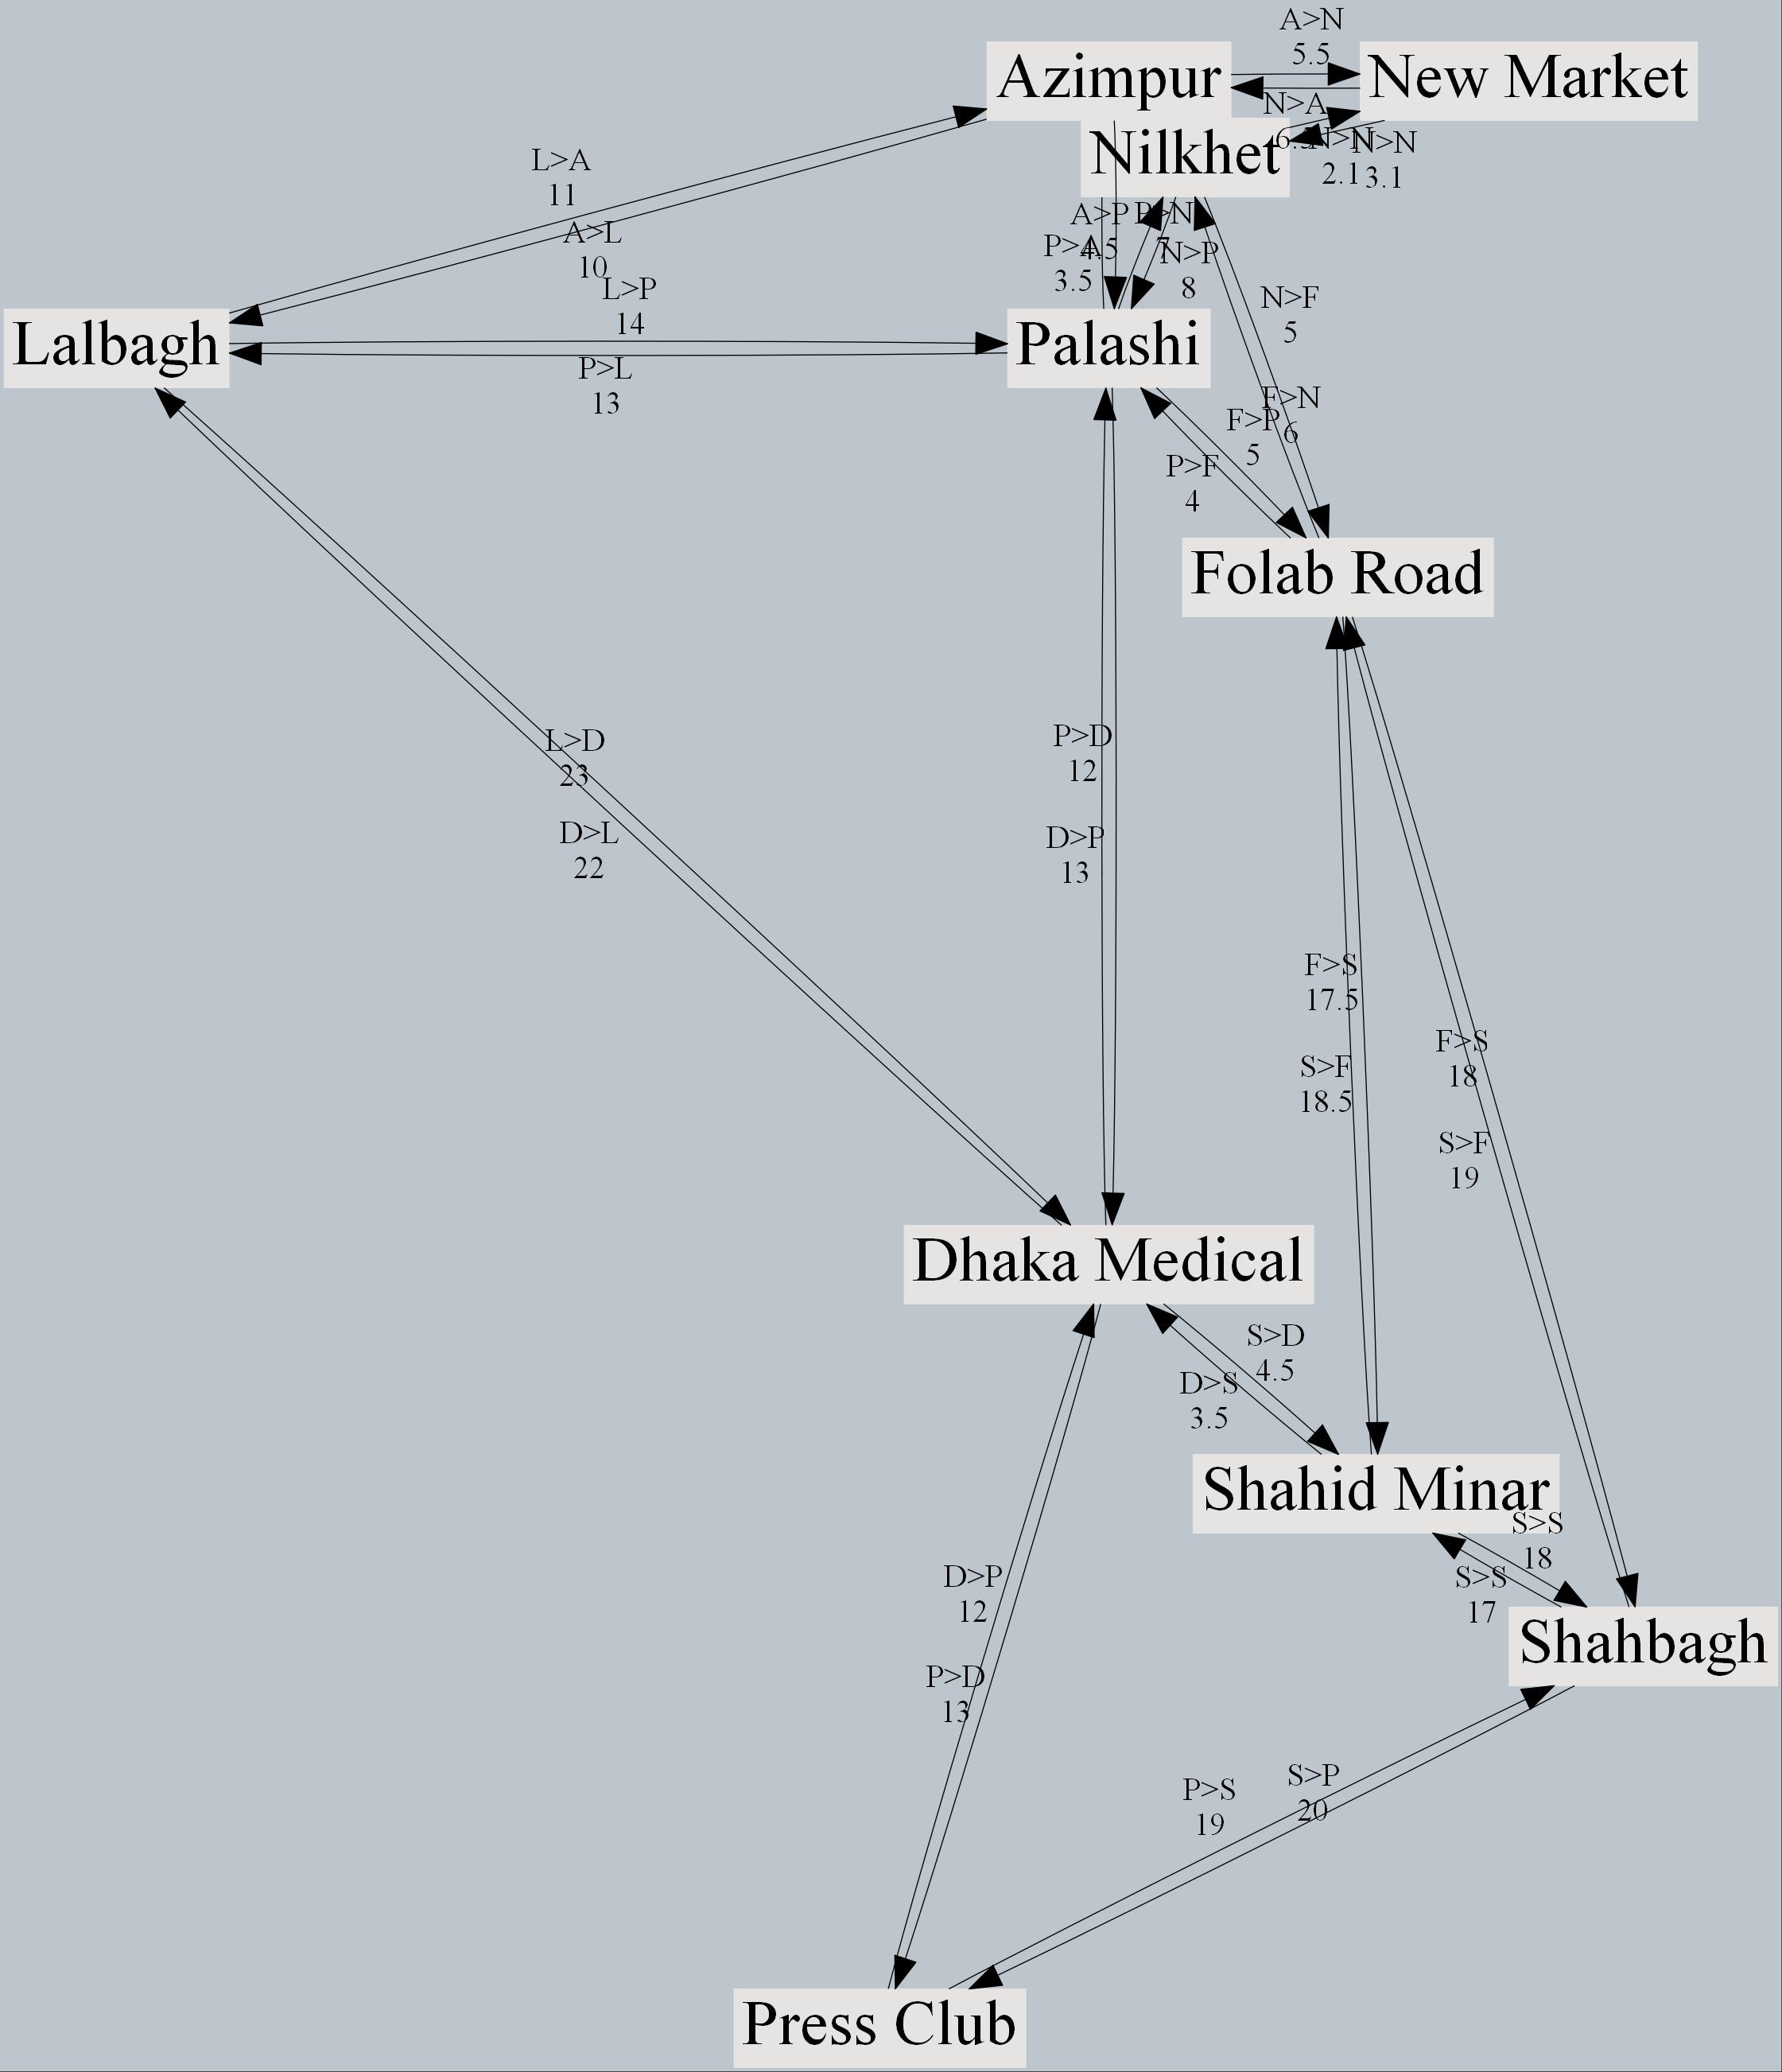 A>N
5.5
Azimpur
New Market
N>A
6.5
N>N
2.1
N>N
3.1
Nilkhet
L>A
11
A>L
10
A>P
4.5
P>N
7
P>A
3.5
N>P
8
L>P
14
N>F
5
Lalbagh
Palashi
P>L
13
F>N
6
F>P
5
P>F
4
Folab Road
L>D
23
P>D
12
D>L
22
D>P
13
F>S
17.5
F>S
18
S>F
18.5
S>F
19
Dhaka Medical
S>D
4.5
D>S
3.5
Shahid Minar
S>S
18
S>S
17
D>P
12
Shahbagh
P>D
13
P>S
19
S>P
20
Press Club